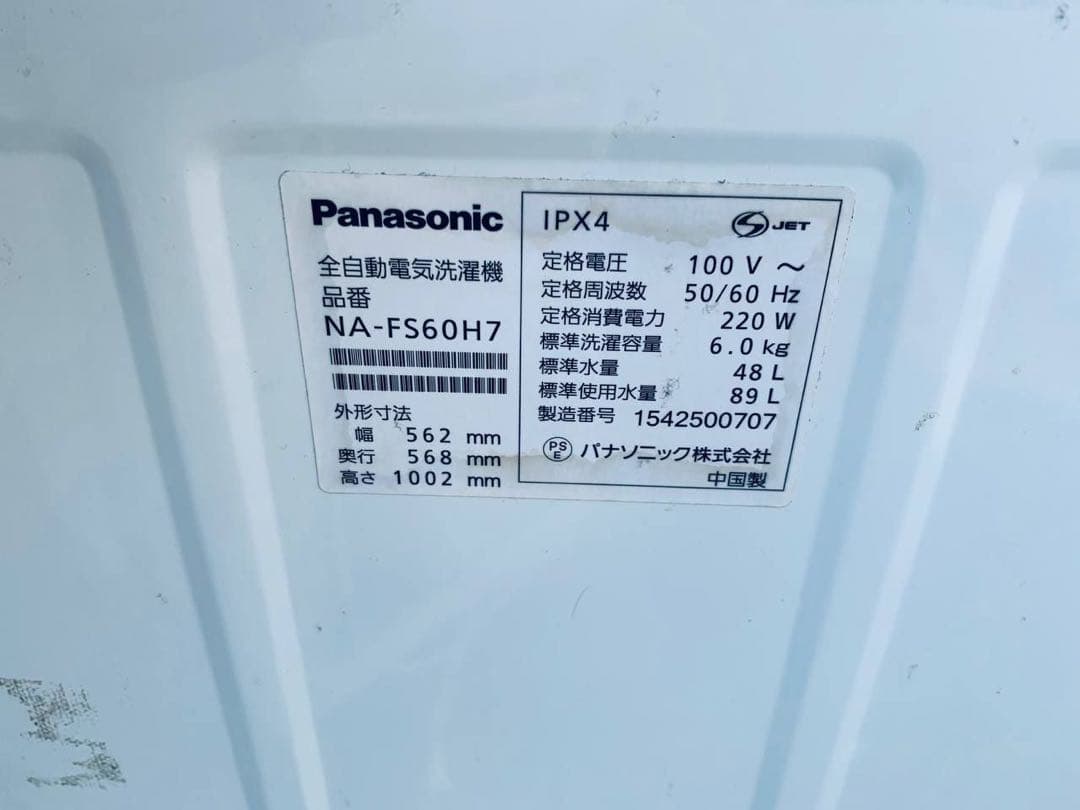 Panasonic
全自動電気洗濯機
品番
NA-FS60H7
外形寸法
幅 562 mm
奥行 568 mm
高さ 1002 mm
IPX4 S JET
定格電圧 100 V ～
定格周波数 50/60 Hz
定格消費電力 220 W
標準洗濯容量 6.0 kg
標準水量 48 L
標準使用水量 89 L
製造番号 1542500707
PSE パナソニック株式会社
中国製